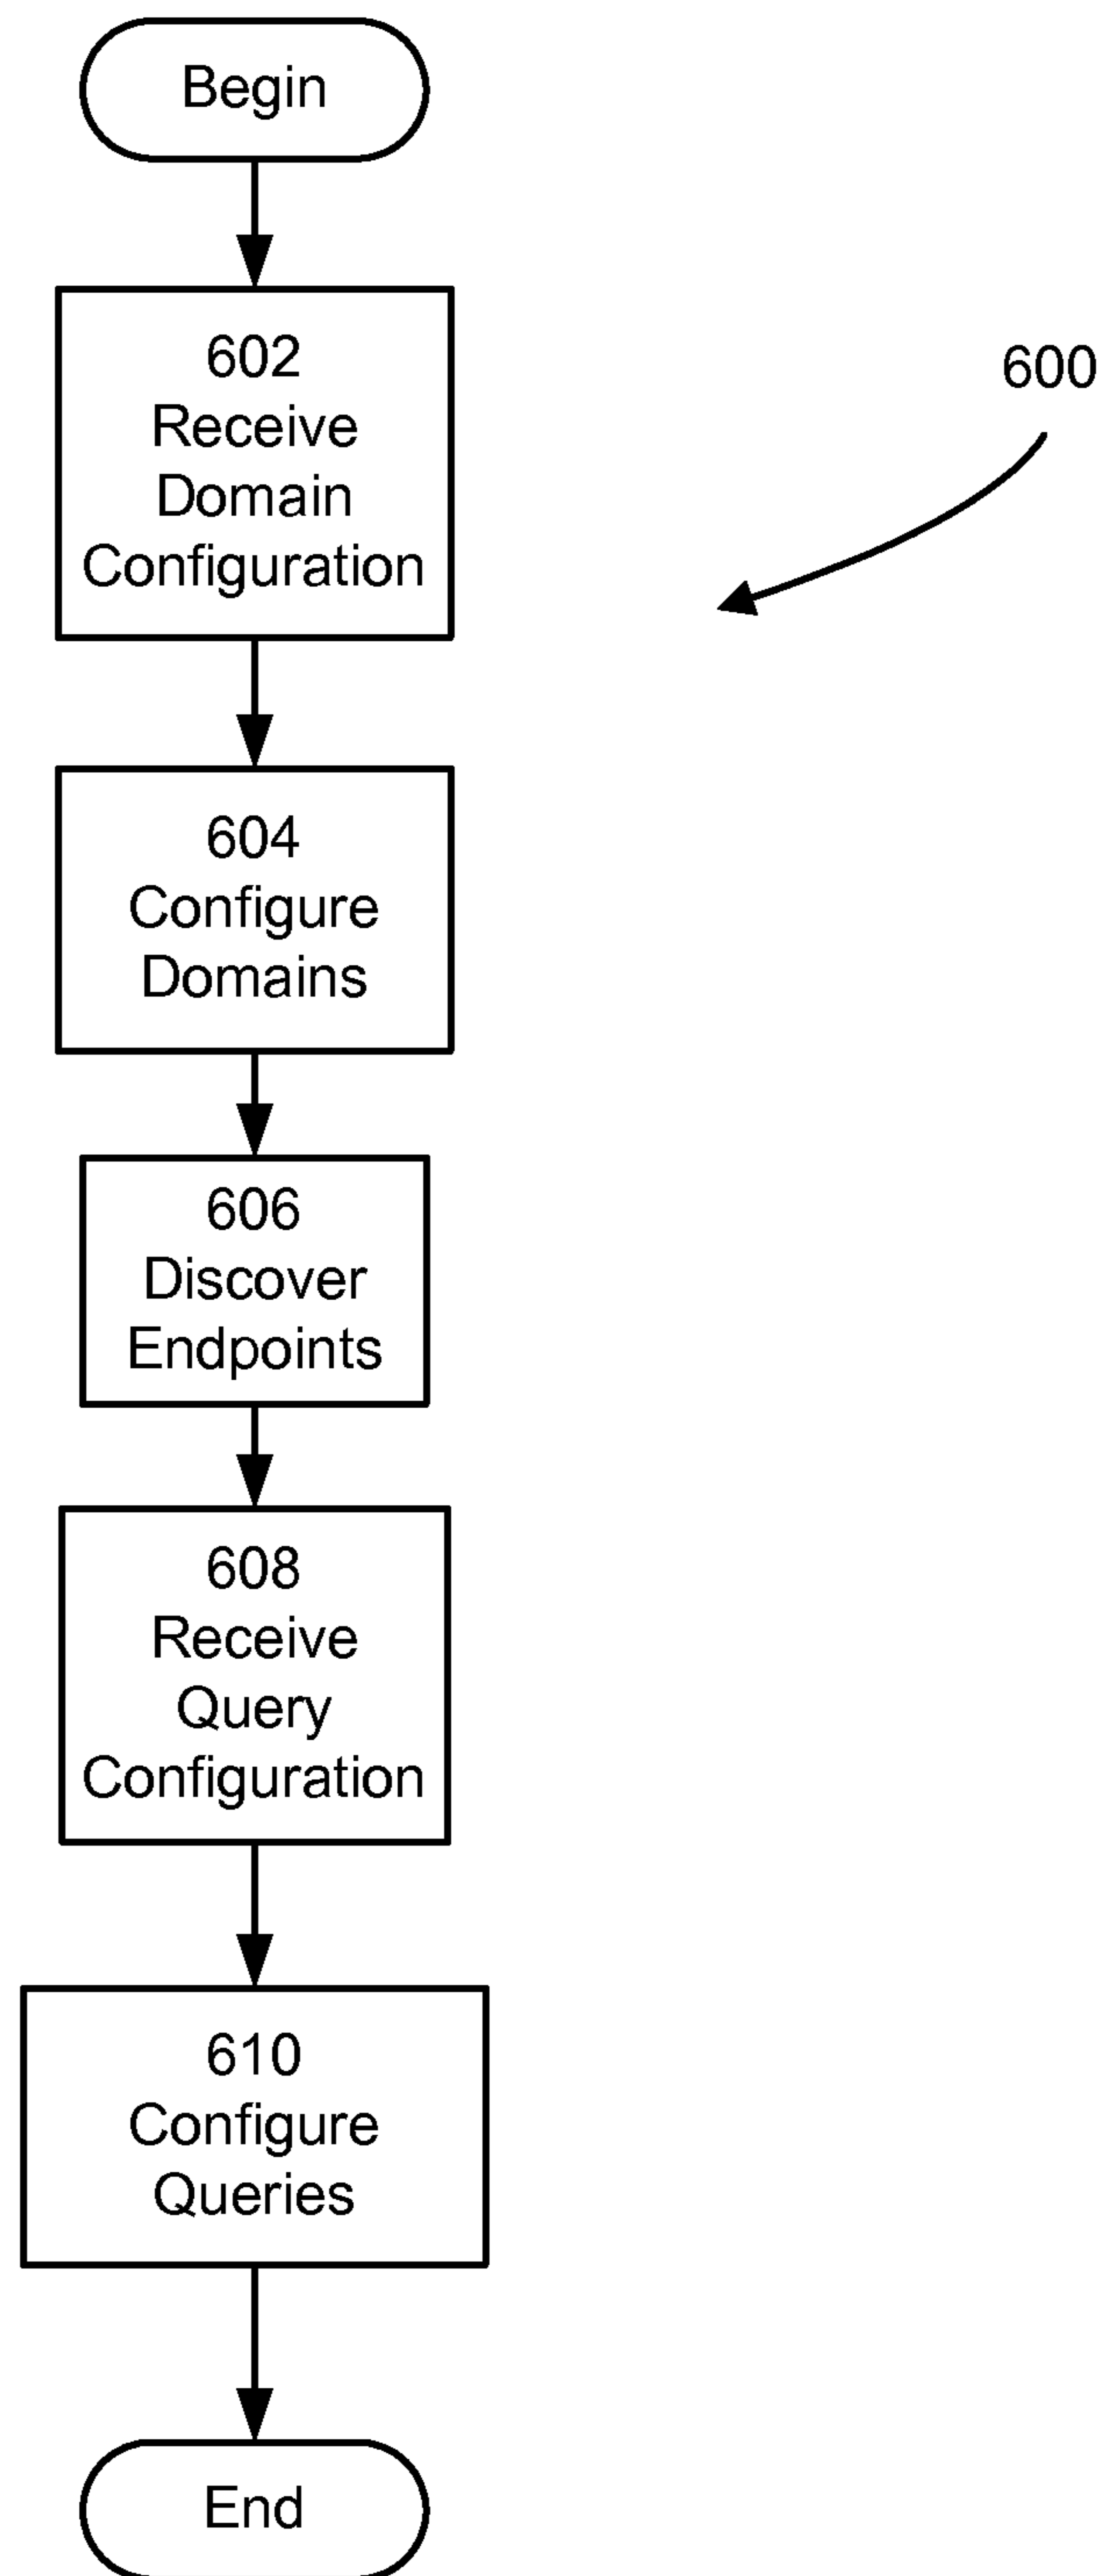 Begin
602
Receive
Domain
Configuration
600
604
Configure
Domains
606
Discover
Endpoints
608
Receive
Query
Configuration
610
Configure
Queries
End